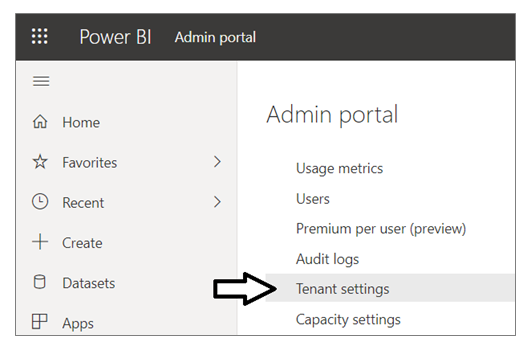 Power BI Admin portal
Home
Favorites
Recent
Create
Datasets
Apps
Admin portal
Usage metrics
Users
Premium per user (preview)
Audit logs
Tenant settings
Capacity settings